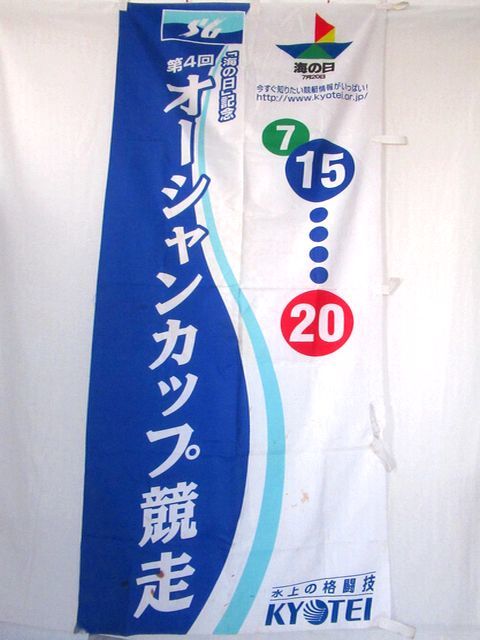 SG
「海の日」記念
第4回
オーシャンカップ競走
海の日
7月20日
今すぐ知りたい競艇情報がいっぱい!
http://www.kyotei.or.jp/
7
15
20
水上の格闘技
KYOTEI